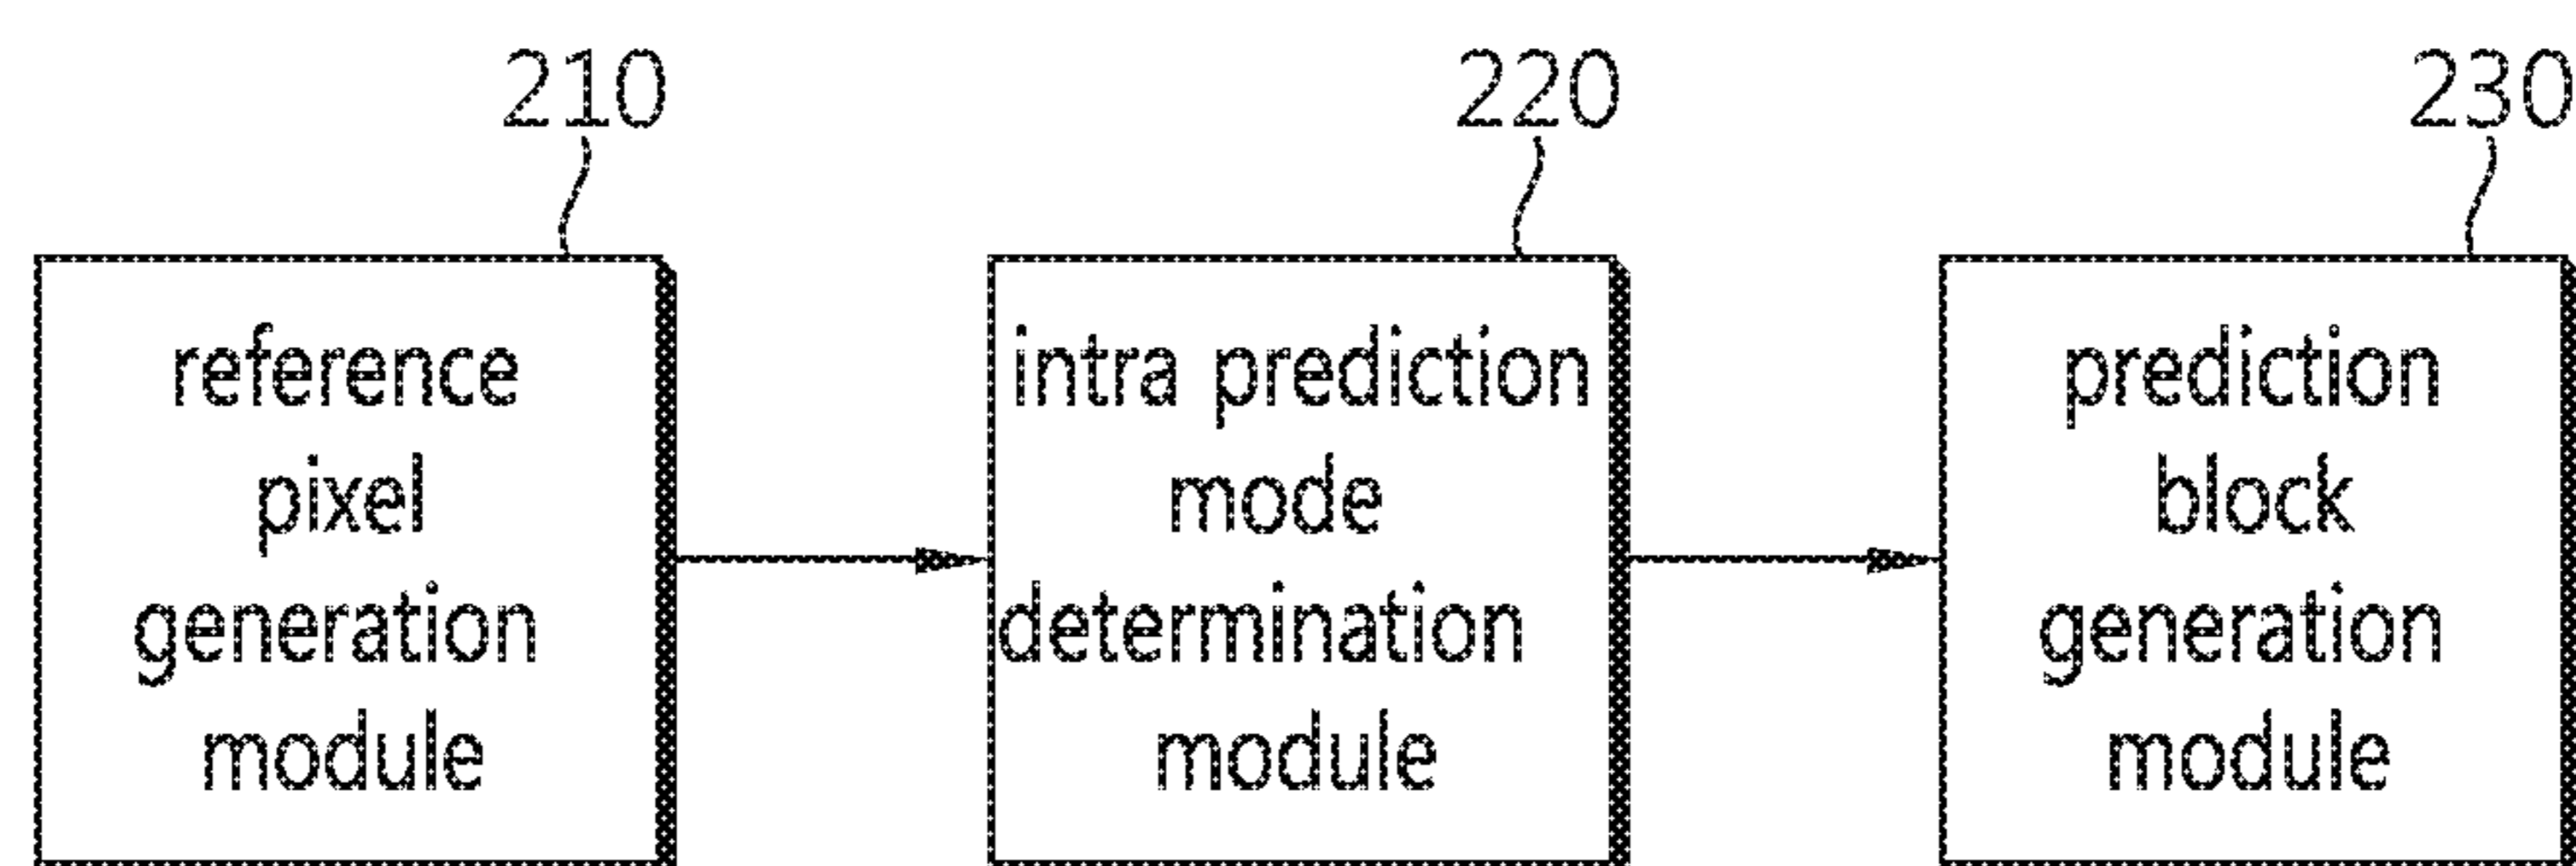 210
220
230
reference
pixel
generation
module
intra prediction
mode
determination
module
prediction
block
generation
module